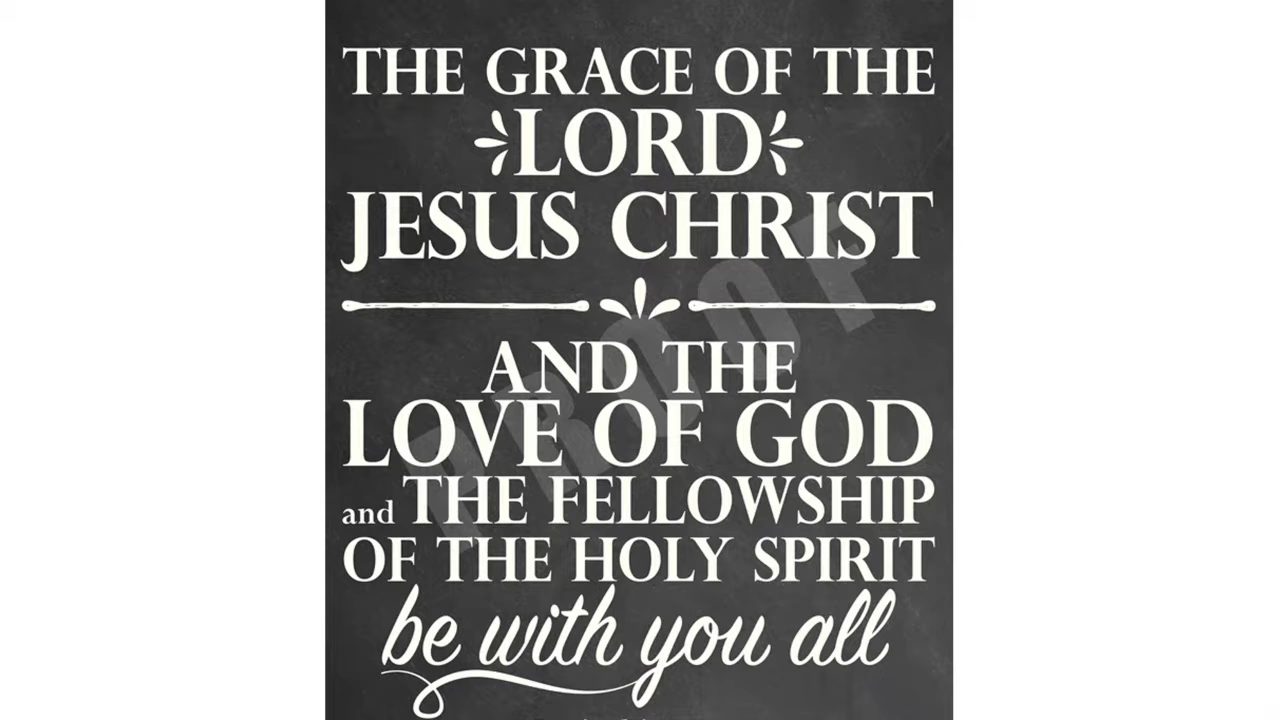 THE GRACE OF THE
LORD
JESUS CHRIST
AND THE
LOVE OF GOD
and THE FELLOWSHIP
OF THE HOLY SPIRIT
be with you all
PROOF